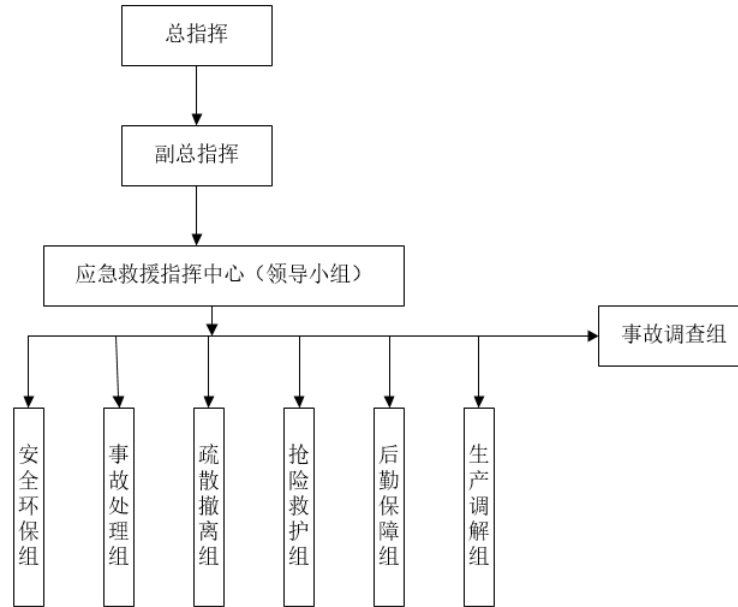 总指挥
副总指挥
应急救援指挥中心（领导小组）
事故调查组
安全环保组
事故处理组
疏散撤离组
抢险救护组
后勤保障组
生产调解组